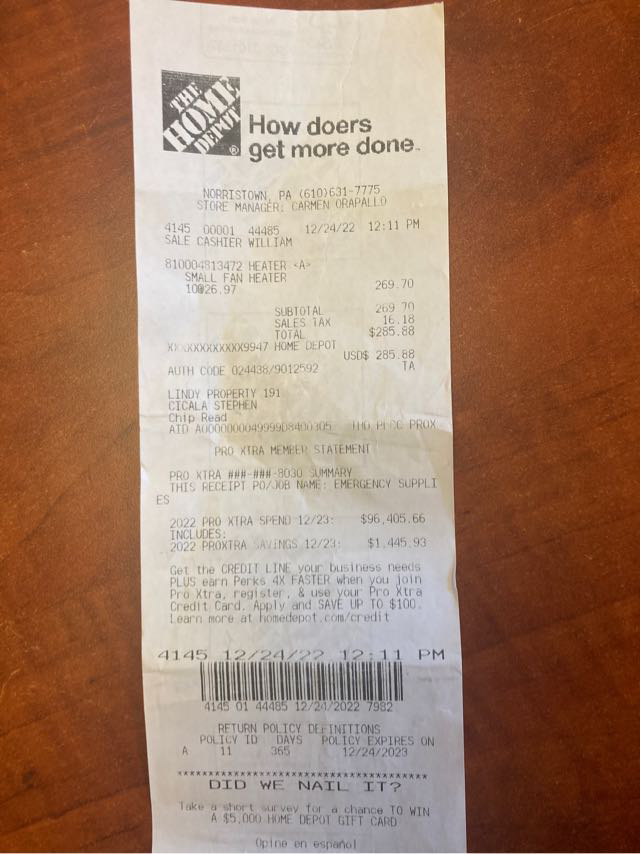 THE
HOME
DEPOT
®
How doers
get more done™
NORRISTOWN, PA (610)631-7775
STORE MANAGER: CARMEN ORAPALLO
4145 00001 44485 12/24/22 12:11 PM
SALE CASHIER WILLIAM
810004813472 HEATER <A>
SMALL FAN HEATER
10@26.97 269.70
SUBTOTAL 269.70
SALES TAX 16.18
TOTAL $285.88
XXXXXXXXXXXX9947 HOME DEPOT
USD$ 285.88
AUTH CODE 024438/9012592 TA
LINDY PROPERTY 191
CICALA STEPHEN
Chip Read
AID A0000000049999D8400305 THD PLCC PROX
PRO XTRA MEMBER STATEMENT
PRO XTRA ###-###-8030 SUMMARY
THIS RECEIPT PO/JOB NAME: EMERGENCY SUPPLI
ES
2022 PRO XTRA SPEND 12/23: $96,405.66
INCLUDES:
2022 PROXTRA SAVINGS 12/23: $1,445.93
Get the CREDIT LINE your business needs
PLUS earn Perks 4X FASTER when you join
Pro Xtra, register, & use your Pro Xtra
Credit Card. Apply and SAVE UP TO $100.
Learn more at homedepot.com/credit
4145 12/24/22 12:11 PM
4145 01 44485 12/24/2022 7982
RETURN POLICY DEFINITIONS
POLICY ID DAYS POLICY EXPIRES ON
A 11 365 12/24/2023
DID WE NAIL IT?
Take a short survey for a chance TO WIN
A $5,000 HOME DEPOT GIFT CARD
Opine en español